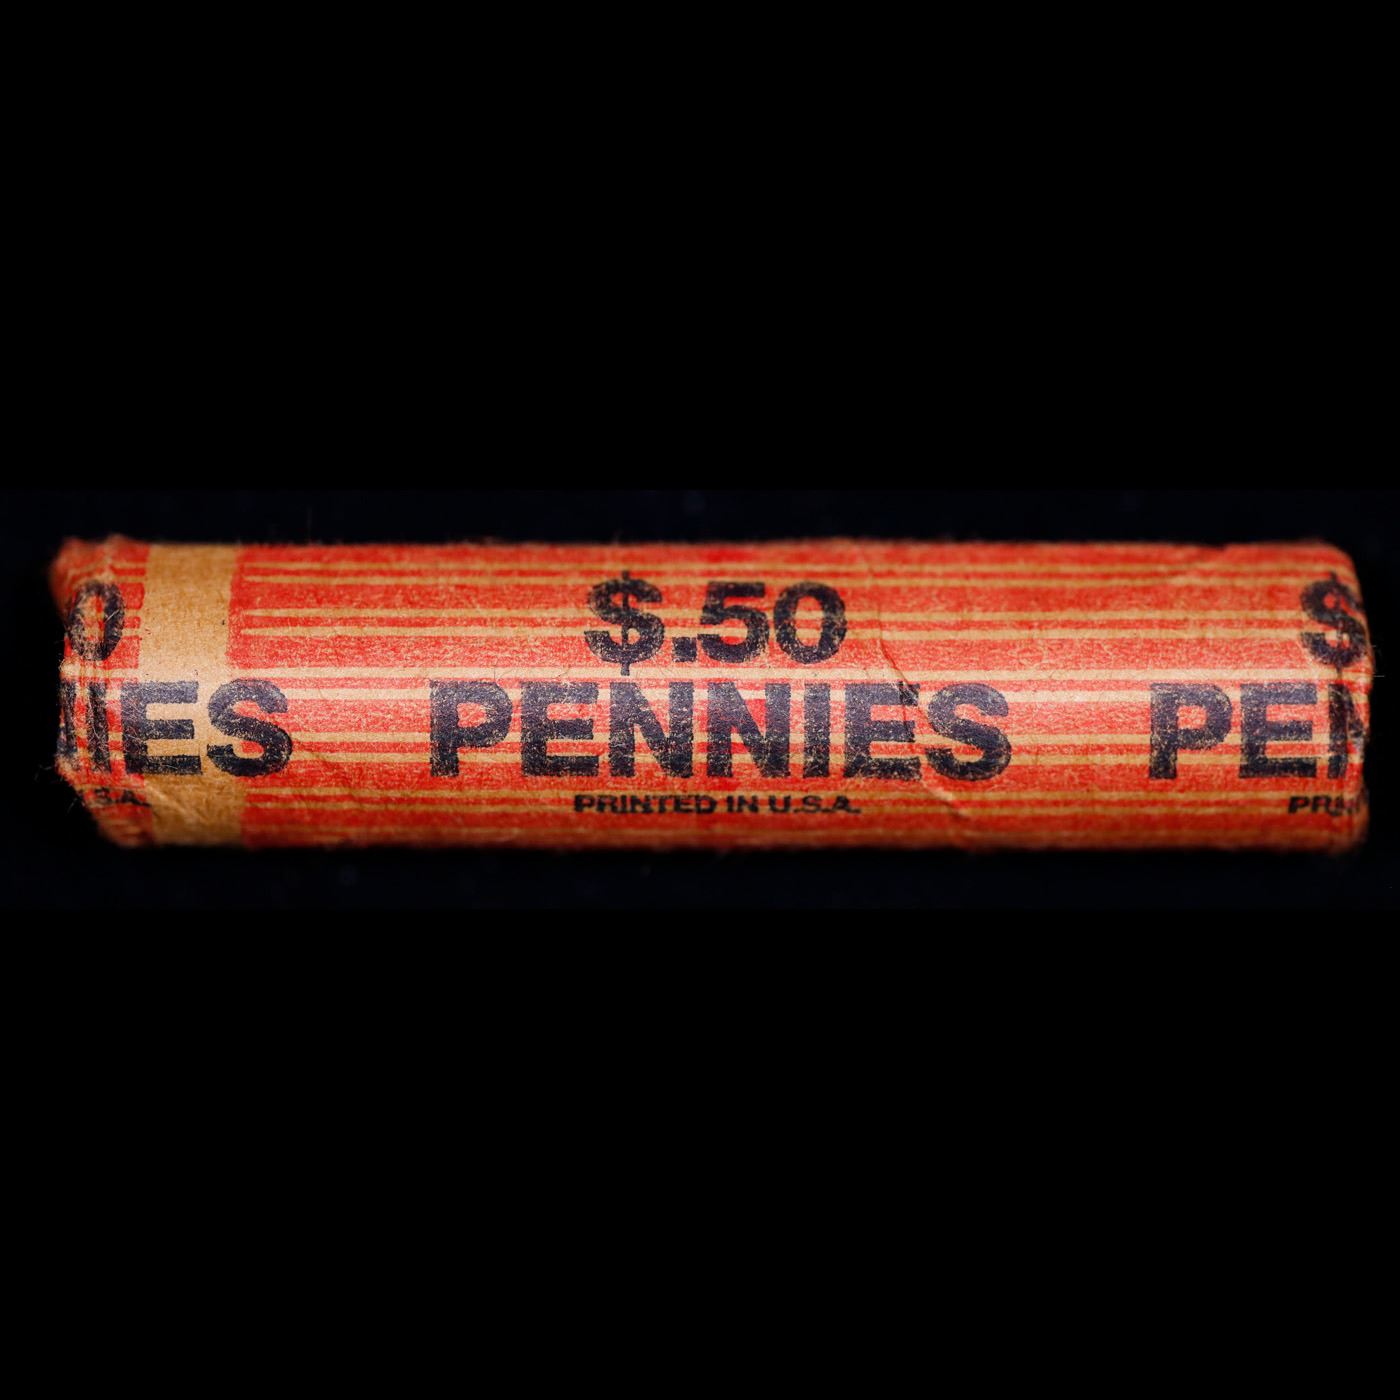 $.50
PENNIES
PRINTED IN U.S.A.